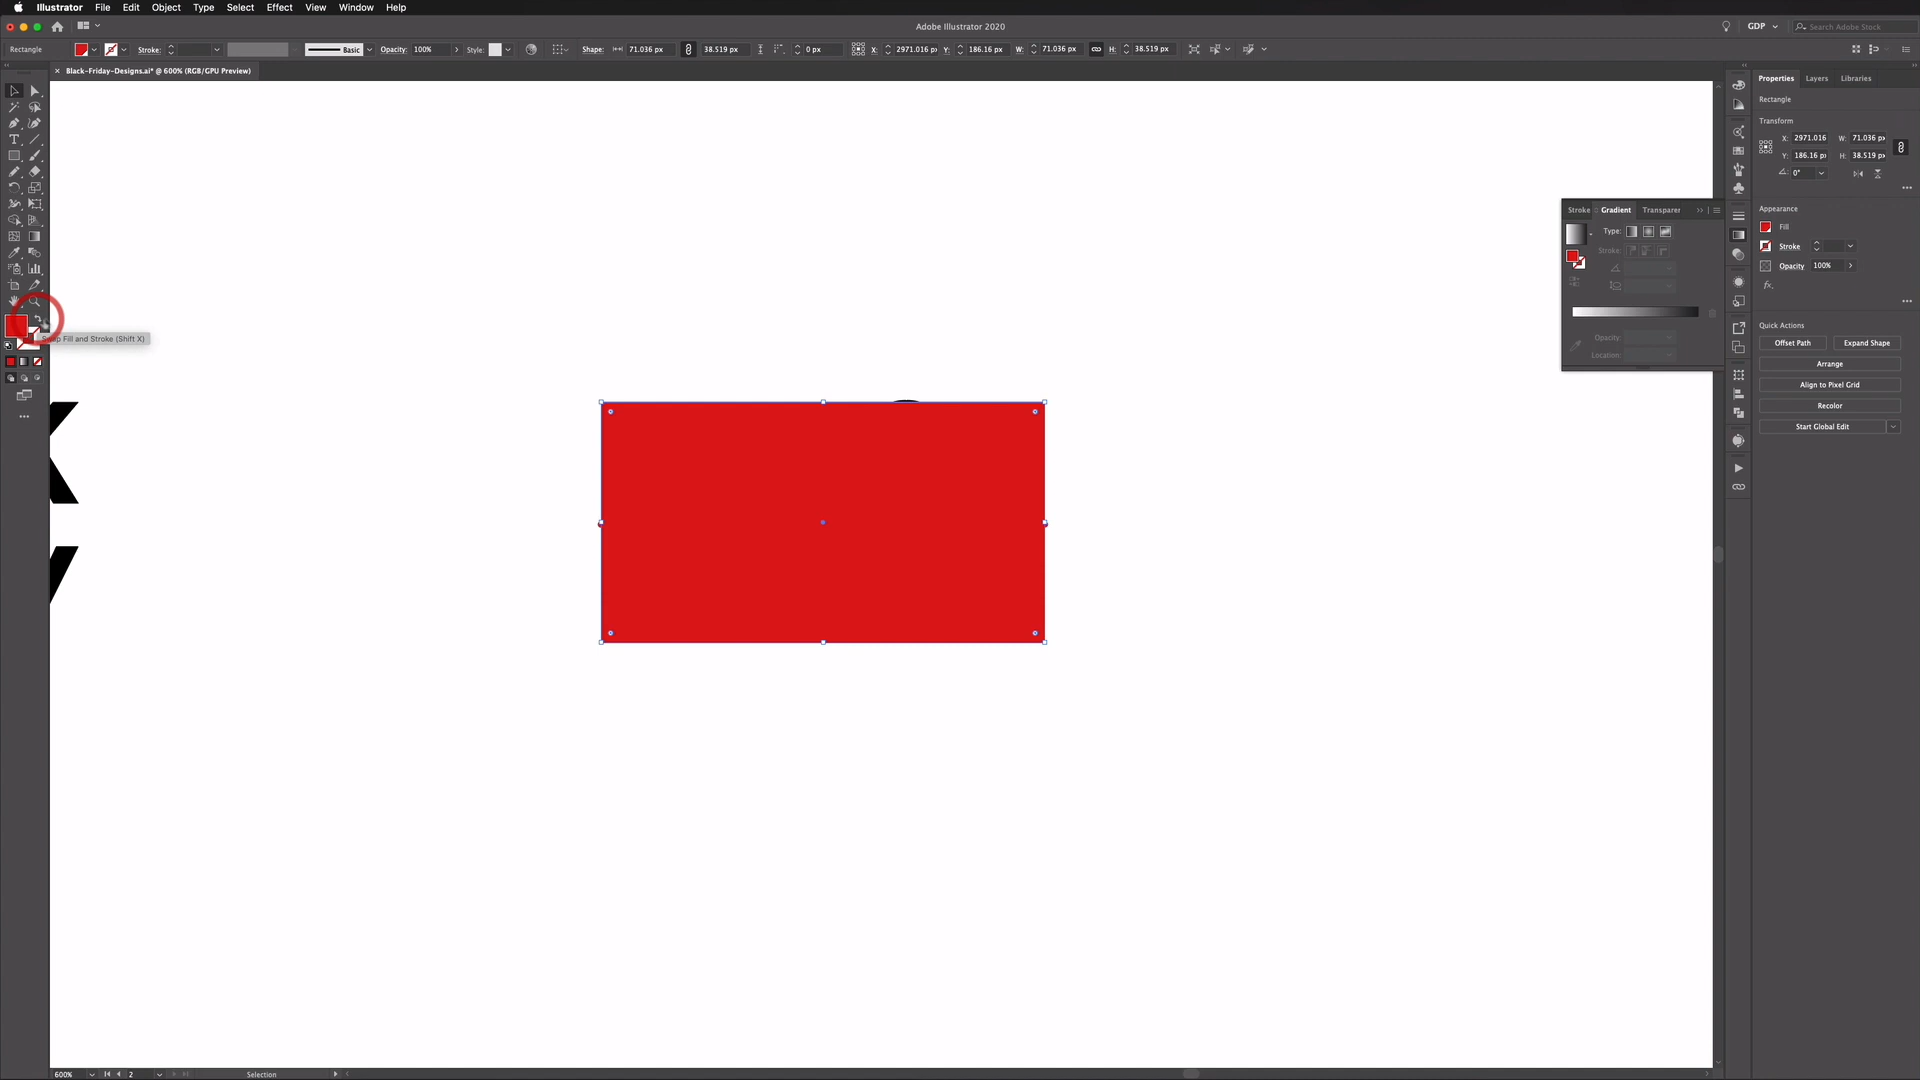 Illustrator File Edit Object Type Select Effect View Window Help
Adobe Illustrator 2020
GDP
Search Adobe Stock
Rectangle Stroke: Basic Opacity: 100% Style: Shape: 71.036 px 38.519 px 0 px X: 2971.016 p Y: 186.16 px W: 71.036 px H: 38.519 px
× Black-Friday-Designs.ai* @ 600% (RGB/GPU Preview)
Properties Layers Libraries
Rectangle
Transform
X: 2971.016 W: 71.036 p
Y: 186.16 p H: 38.519 p
0°
Appearance
Fill
Stroke
Opacity 100%
fx.
Quick Actions
Offset Path Expand Shape
Arrange
Align to Pixel Grid
Recolor
Start Global Edit
Stroke Gradient Transparer
Type:
Stroke:
Opacity:
Location:
Fill and Stroke (Shift X)
600% 2 Selection